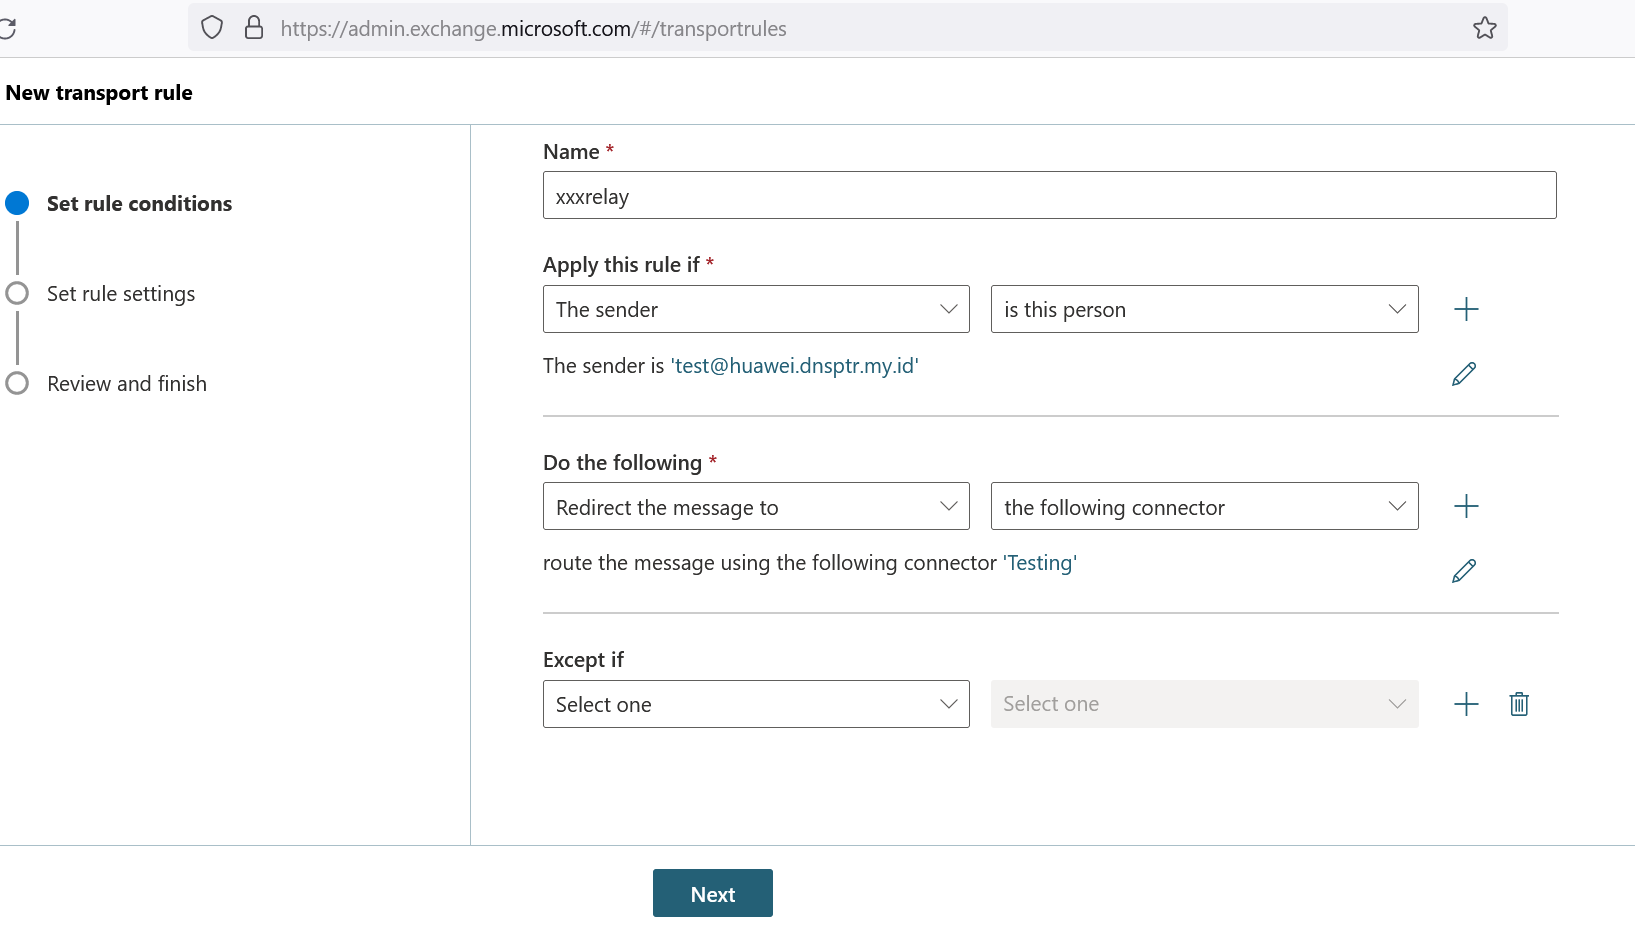 https://admin.exchange.microsoft.com/#/transportrules
New transport rule
Set rule conditions
Set rule settings
Review and finish
Name *
xxxrelay
Apply this rule if *
The sender
is this person
The sender is 'test@huawei.dnsptr.my.id'
Do the following *
Redirect the message to
the following connector
route the message using the following connector 'Testing'
Except if
Select one
Select one
Next